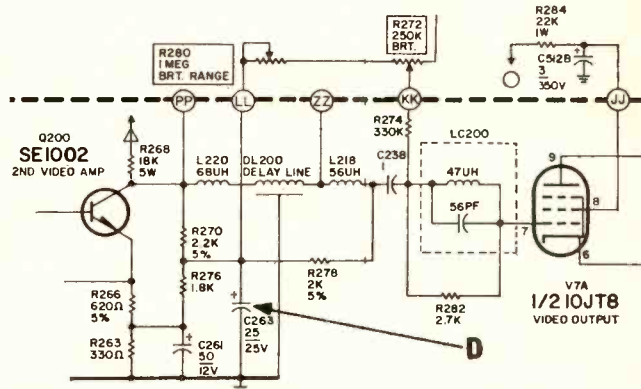 R280
1 MEG
BRT. RANGE
R272
250K
BRT.
R284
22K
1W
C512B
3
350V
PP
LL
ZZ
KK
JJ
Q200
SE1002
2ND VIDEO AMP
R268
18K
5W
L220
68UH
DL200
DELAY LINE
L218
56UH
C238
.1
R274
330K
LC200
47UH
56PF
9
8
7
6
V7A
1/2 10JT8
VIDEO OUTPUT
R270
2.2K
5%
R276
1.8K
R278
2K
5%
R282
2.7K
R266
620Ω
5%
R263
330Ω
C261
50
12V
C263
25
25V
D